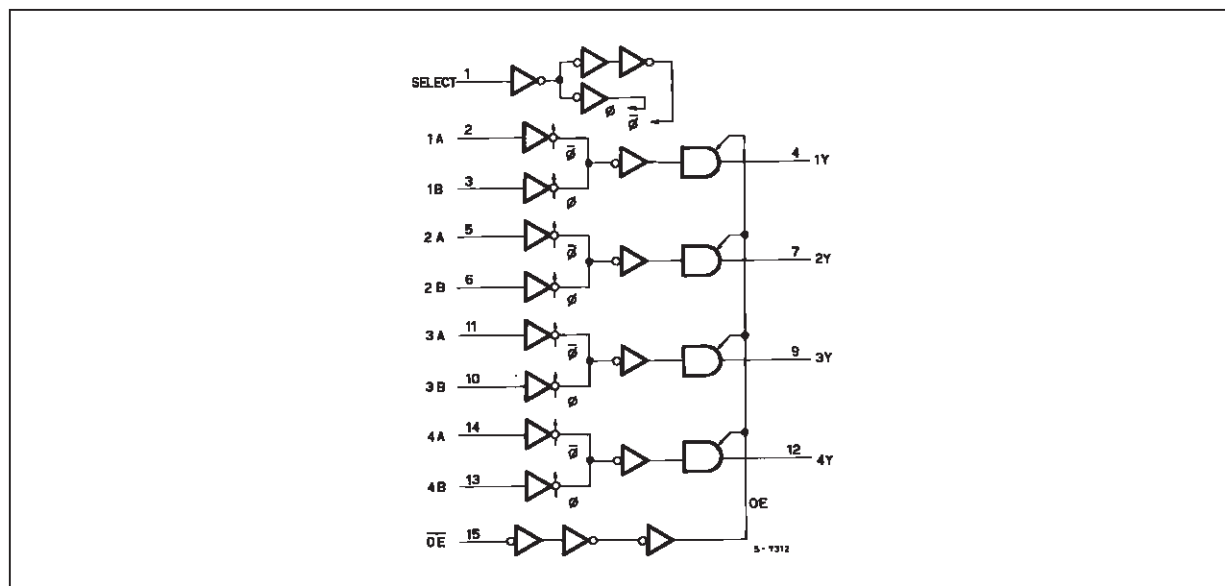 SELECT 1
ø
ø̅
1A 2
ø̅
4 1Y
1B 3
ø
2A 5
ø̅
7 2Y
2B 6
ø
3A 11
ø̅
9 3Y
3B 10
ø
4A 14
ø̅
12 4Y
4B 13
ø
OE
O̅E̅ 15
S-7312